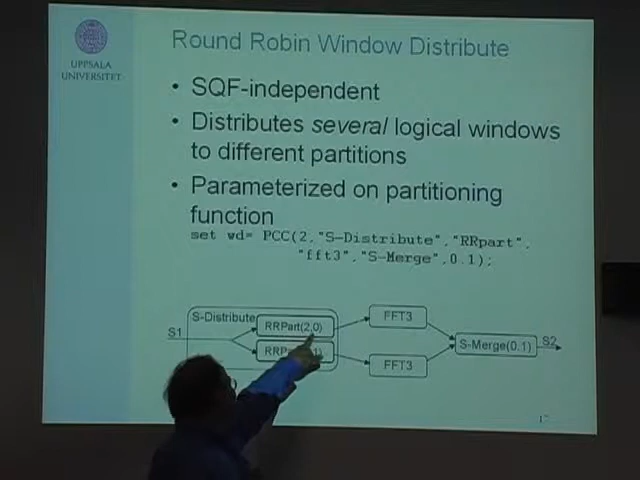 UPPSALA
UNIVERSITET
Round Robin Window Distribute
• SQF-independent
• Distributes several logical windows
to different partitions
• Parameterized on partitioning
function
set wd= PCC(2,"S-Distribute","RRpart",
"fft3","S-Merge",0.1);
S1
S-Distribute
RRPart(2,0)
FFT3
FFT3
S-Merge(0.1)
S2